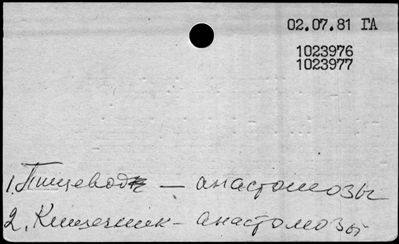 02.07.81 ГА
1023976
1023977
1. Пищевод — анастомозы
2. Кишечник - анастомозы